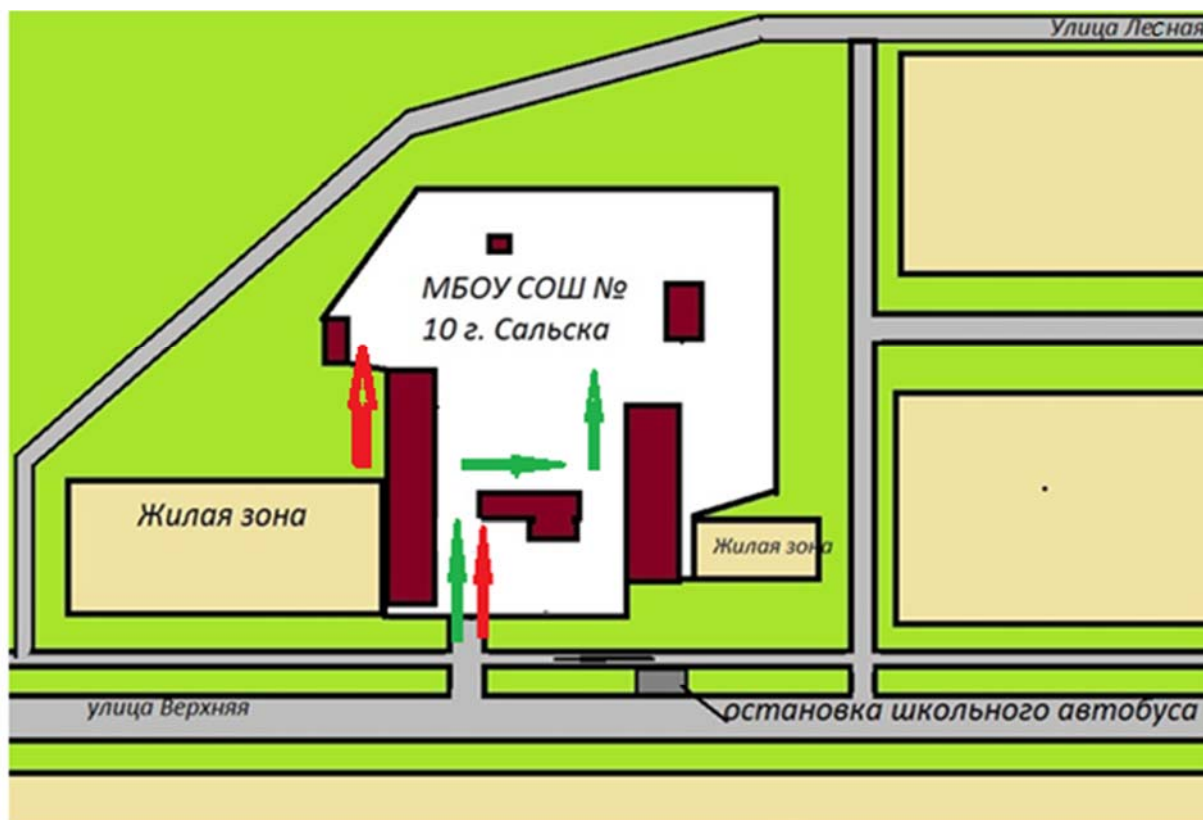 Улица Лесная
МБОУ СОШ №
10 г. Сальска
Жилая зона
Жилая зона
улица Верхняя
остановка школьного автобуса